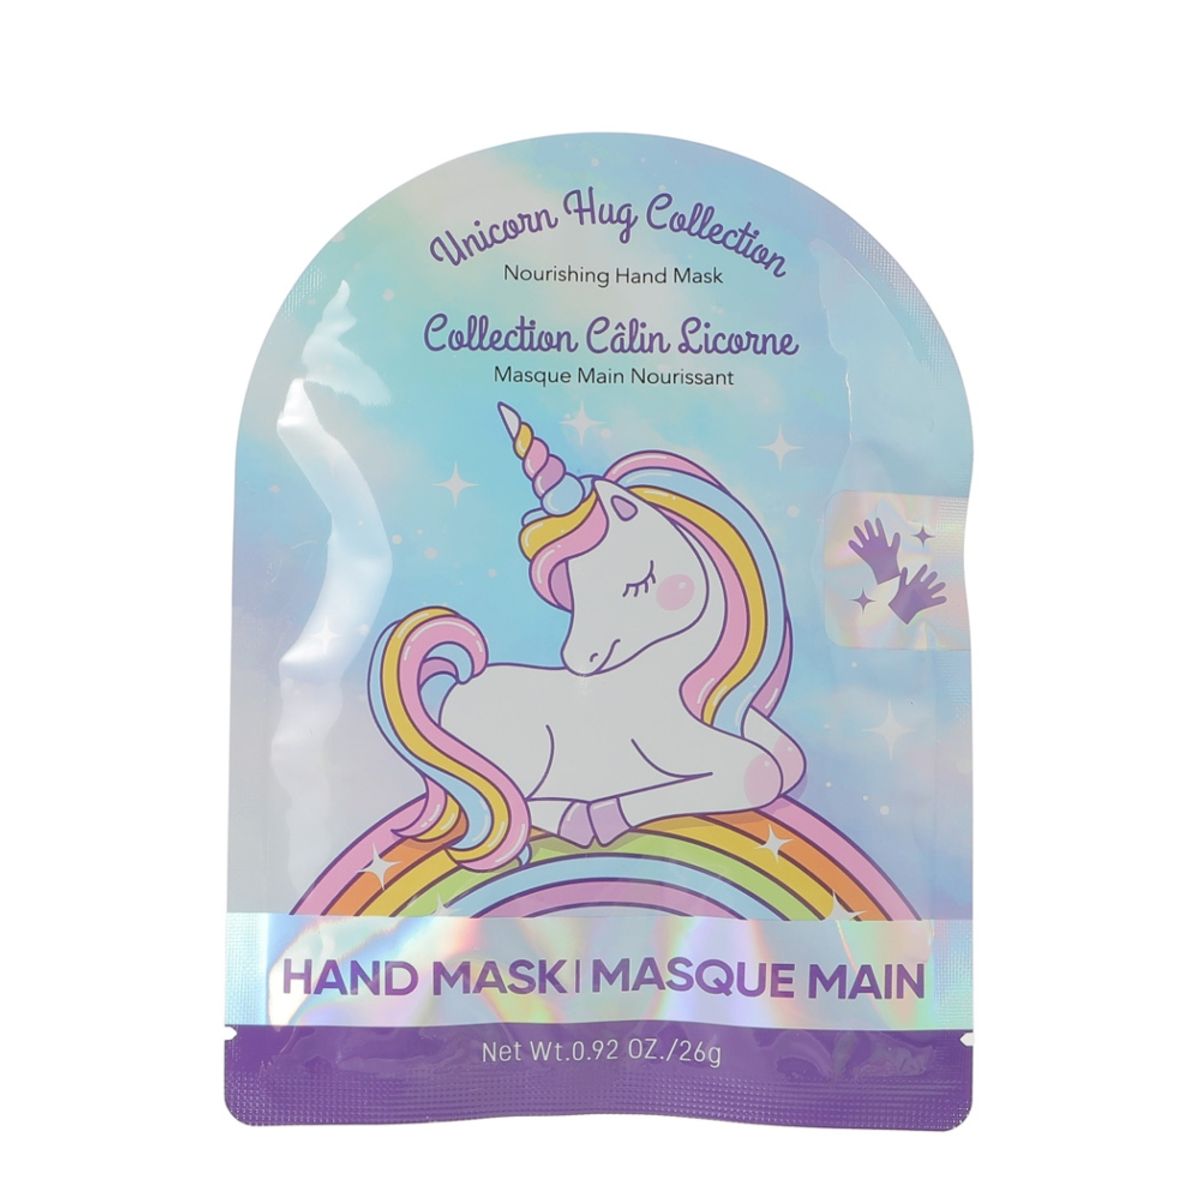 Unicorn Hug Collection
Nourishing Hand Mask
Collection Câlin Licorne
Masque Main Nourissant
HAND MASK | MASQUE MAIN
Net Wt.0.92 OZ./26g